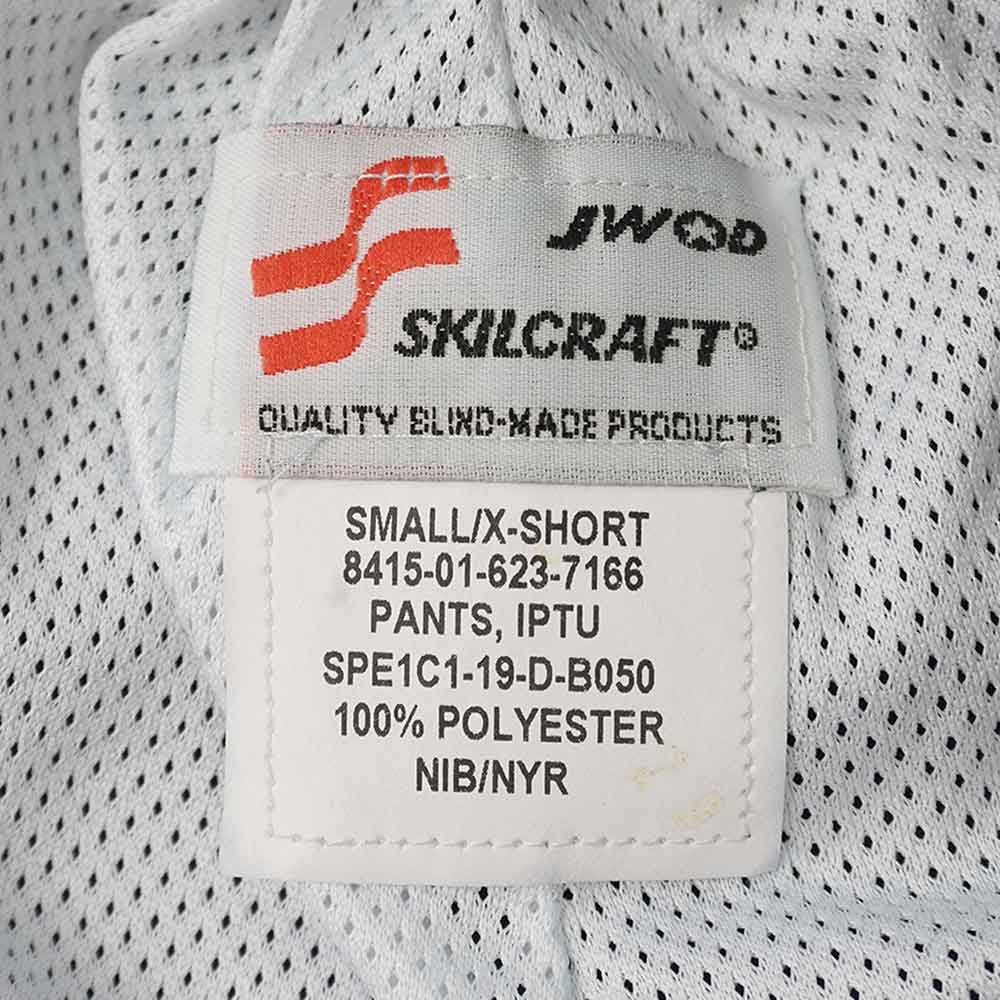 JWOD
SKILCRAFT®
QUALITY BLIND-MADE PRODUCTS
SMALL/X-SHORT
8415-01-623-7166
PANTS, IPTU
SPE1C1-19-D-B050
100% POLYESTER
NIB/NYR